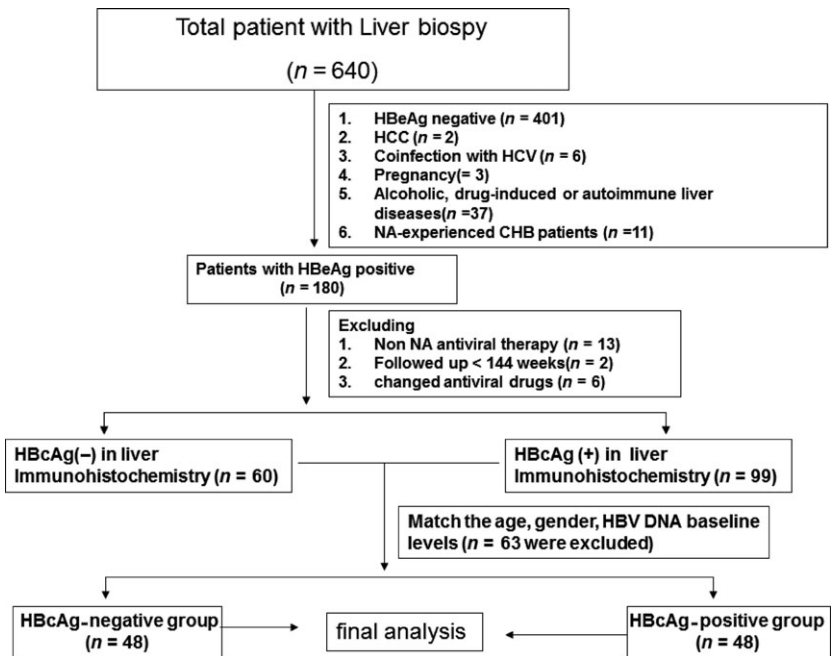 Total patient with Liver biospy
(n = 640)
1. HBeAg negative (n = 401)
2. HCC (n = 2)
3. Coinfection with HCV (n = 6)
4. Pregnancy(= 3)
5. Alcoholic, drug-induced or autoimmune liver
diseases(n =37)
6. NA-experienced CHB patients (n =11)
Patients with HBeAg positive
(n = 180)
Excluding
1. Non NA antiviral therapy (n = 13)
2. Followed up < 144 weeks(n = 2)
3. changed antiviral drugs (n = 6)
HBcAg(–) in liver
Immunohistochemistry (n = 60)
HBcAg (+) in liver
Immunohistochemistry (n = 99)
Match the age, gender, HBV DNA baseline
levels (n = 63 were excluded)
HBcAg-negative group
(n = 48)
final analysis
HBcAg-positive group
(n = 48)